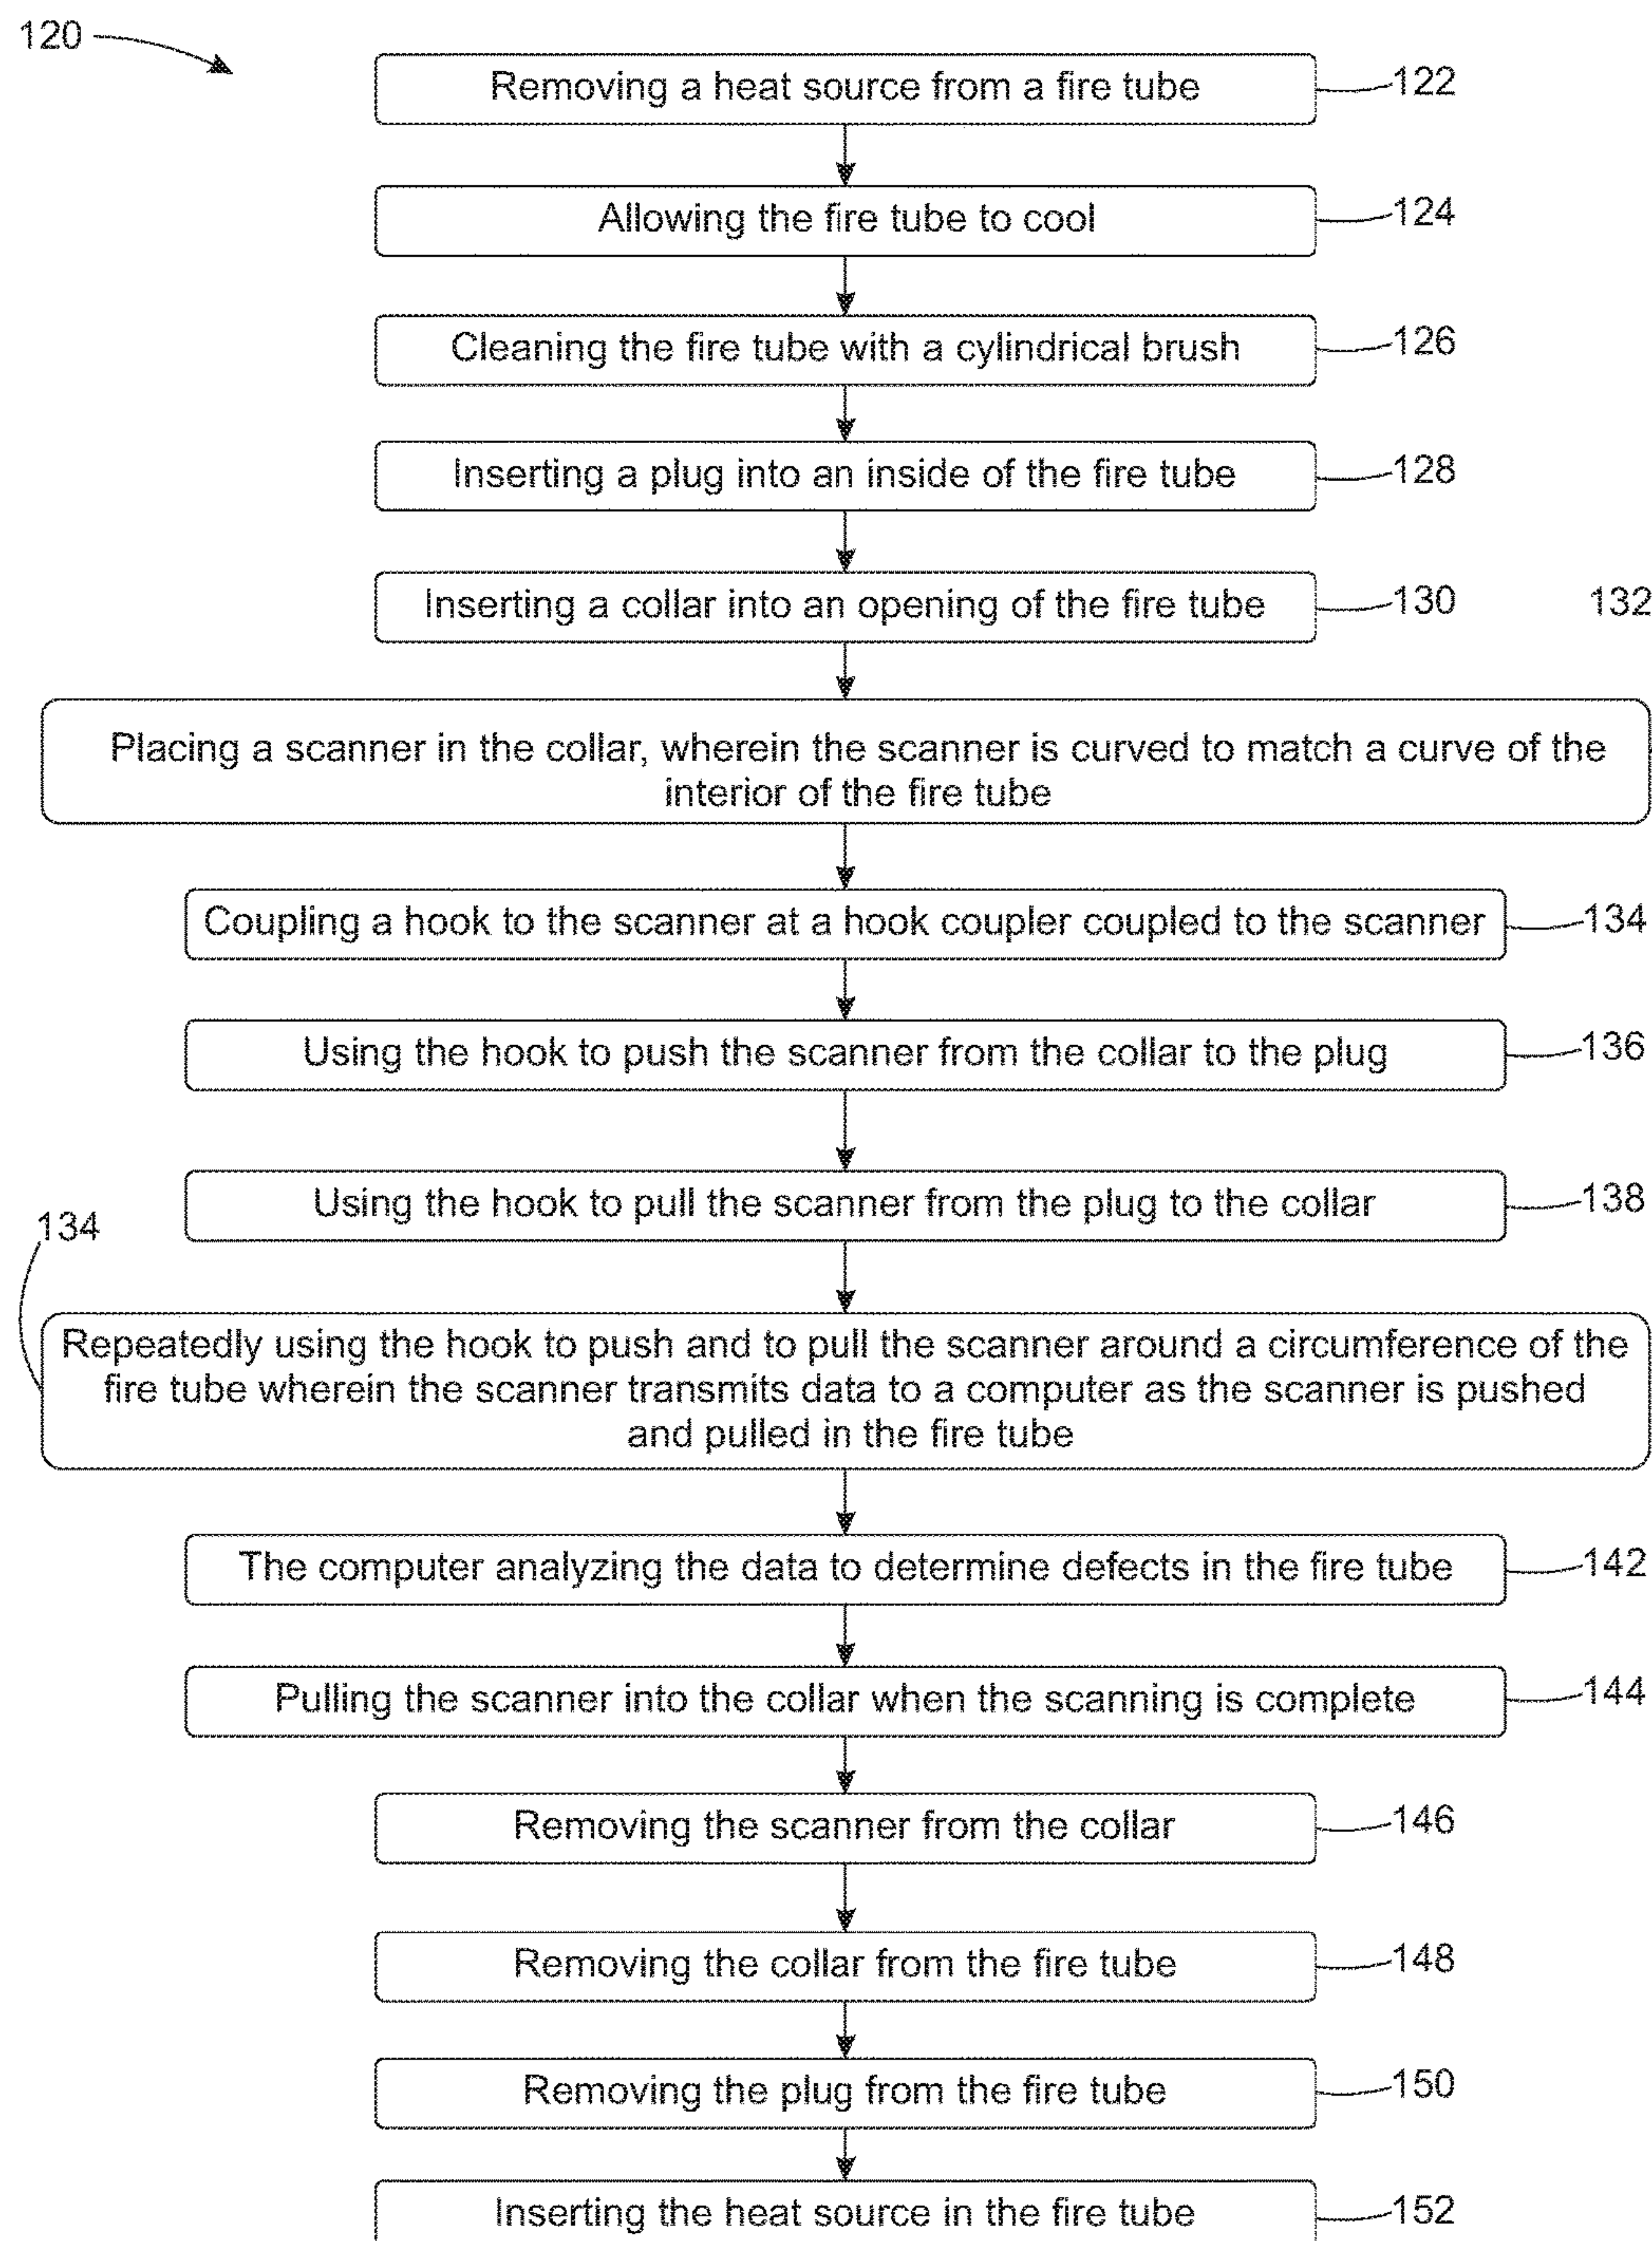 120
Removing a heat source from a fire tube
122
Allowing the fire tube to cool
124
Cleaning the fire tube with a cylindrical brush
126
Inserting a plug into an inside of the fire tube
128
Inserting a collar into an opening of the fire tube
130
132
Placing a scanner in the collar, wherein the scanner is curved to match a curve of the
interior of the fire tube
Coupling a hook to the scanner at a hook coupler coupled to the scanner
134
Using the hook to push the scanner from the collar to the plug
136
Using the hook to pull the scanner from the plug to the collar
138
134
Repeatedly using the hook to push and to pull the scanner around a circumference of the
fire tube wherein the scanner transmits data to a computer as the scanner is pushed
and pulled in the fire tube
The computer analyzing the data to determine defects in the fire tube
142
Pulling the scanner into the collar when the scanning is complete
144
Removing the scanner from the collar
146
Removing the collar from the fire tube
148
Removing the plug from the fire tube
150
Inserting the heat source in the fire tube
152